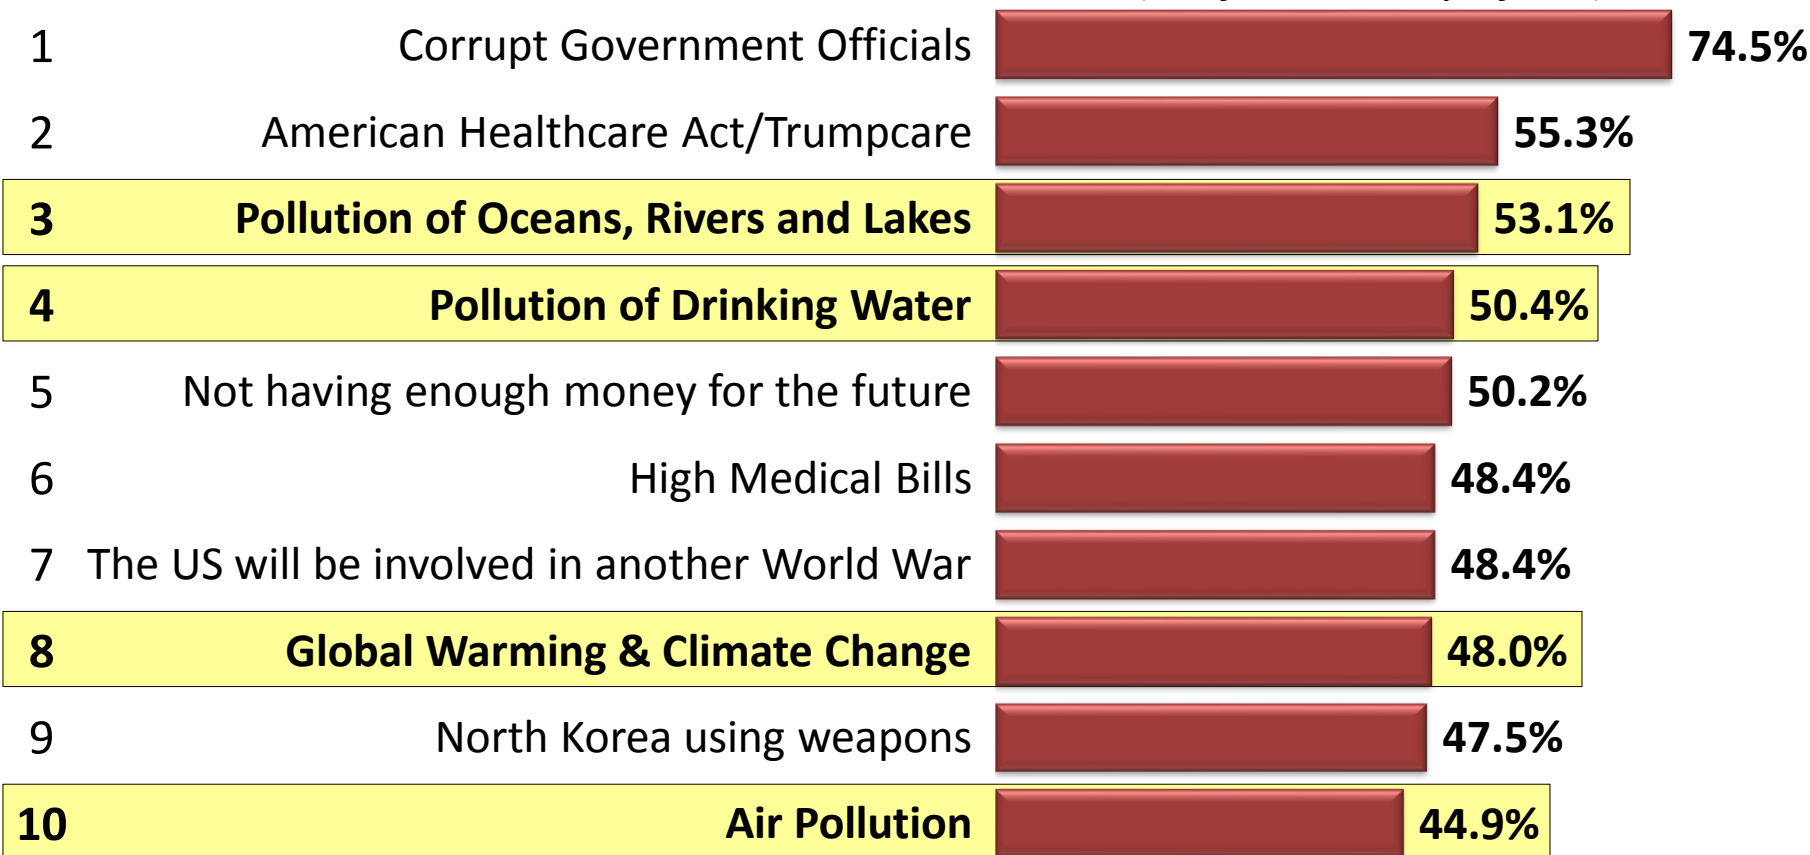 1 Corrupt Government Officials 74.5%
2 American Healthcare Act/Trumpcare 55.3%
3 Pollution of Oceans, Rivers and Lakes 53.1%
4 Pollution of Drinking Water 50.4%
5 Not having enough money for the future 50.2%
6 High Medical Bills 48.4%
7 The US will be involved in another World War 48.4%
8 Global Warming & Climate Change 48.0%
9 North Korea using weapons 47.5%
10 Air Pollution 44.9%